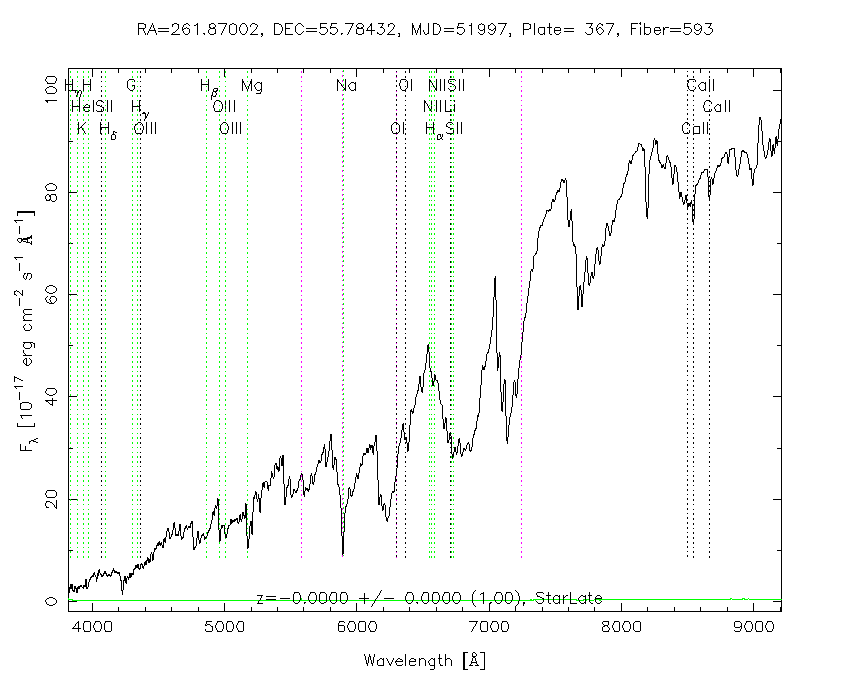 RA=261.87002, DEC=55.78432, MJD=51997, Plate= 367, Fiber=593
Hη H G Hβ Mg Na OI NII SII CaII
HeI SII Hγ OIII NII Li CaII
K Hδ OIII OIII OI Hα SII CaII
100
80
60
40
20
0
Fλ [10−17 erg cm−2 s−1 Å−1]
z=−0.0000 +/− 0.0000 (1.00), StarLate
4000 5000 6000 7000 8000 9000
Wavelength [Å]